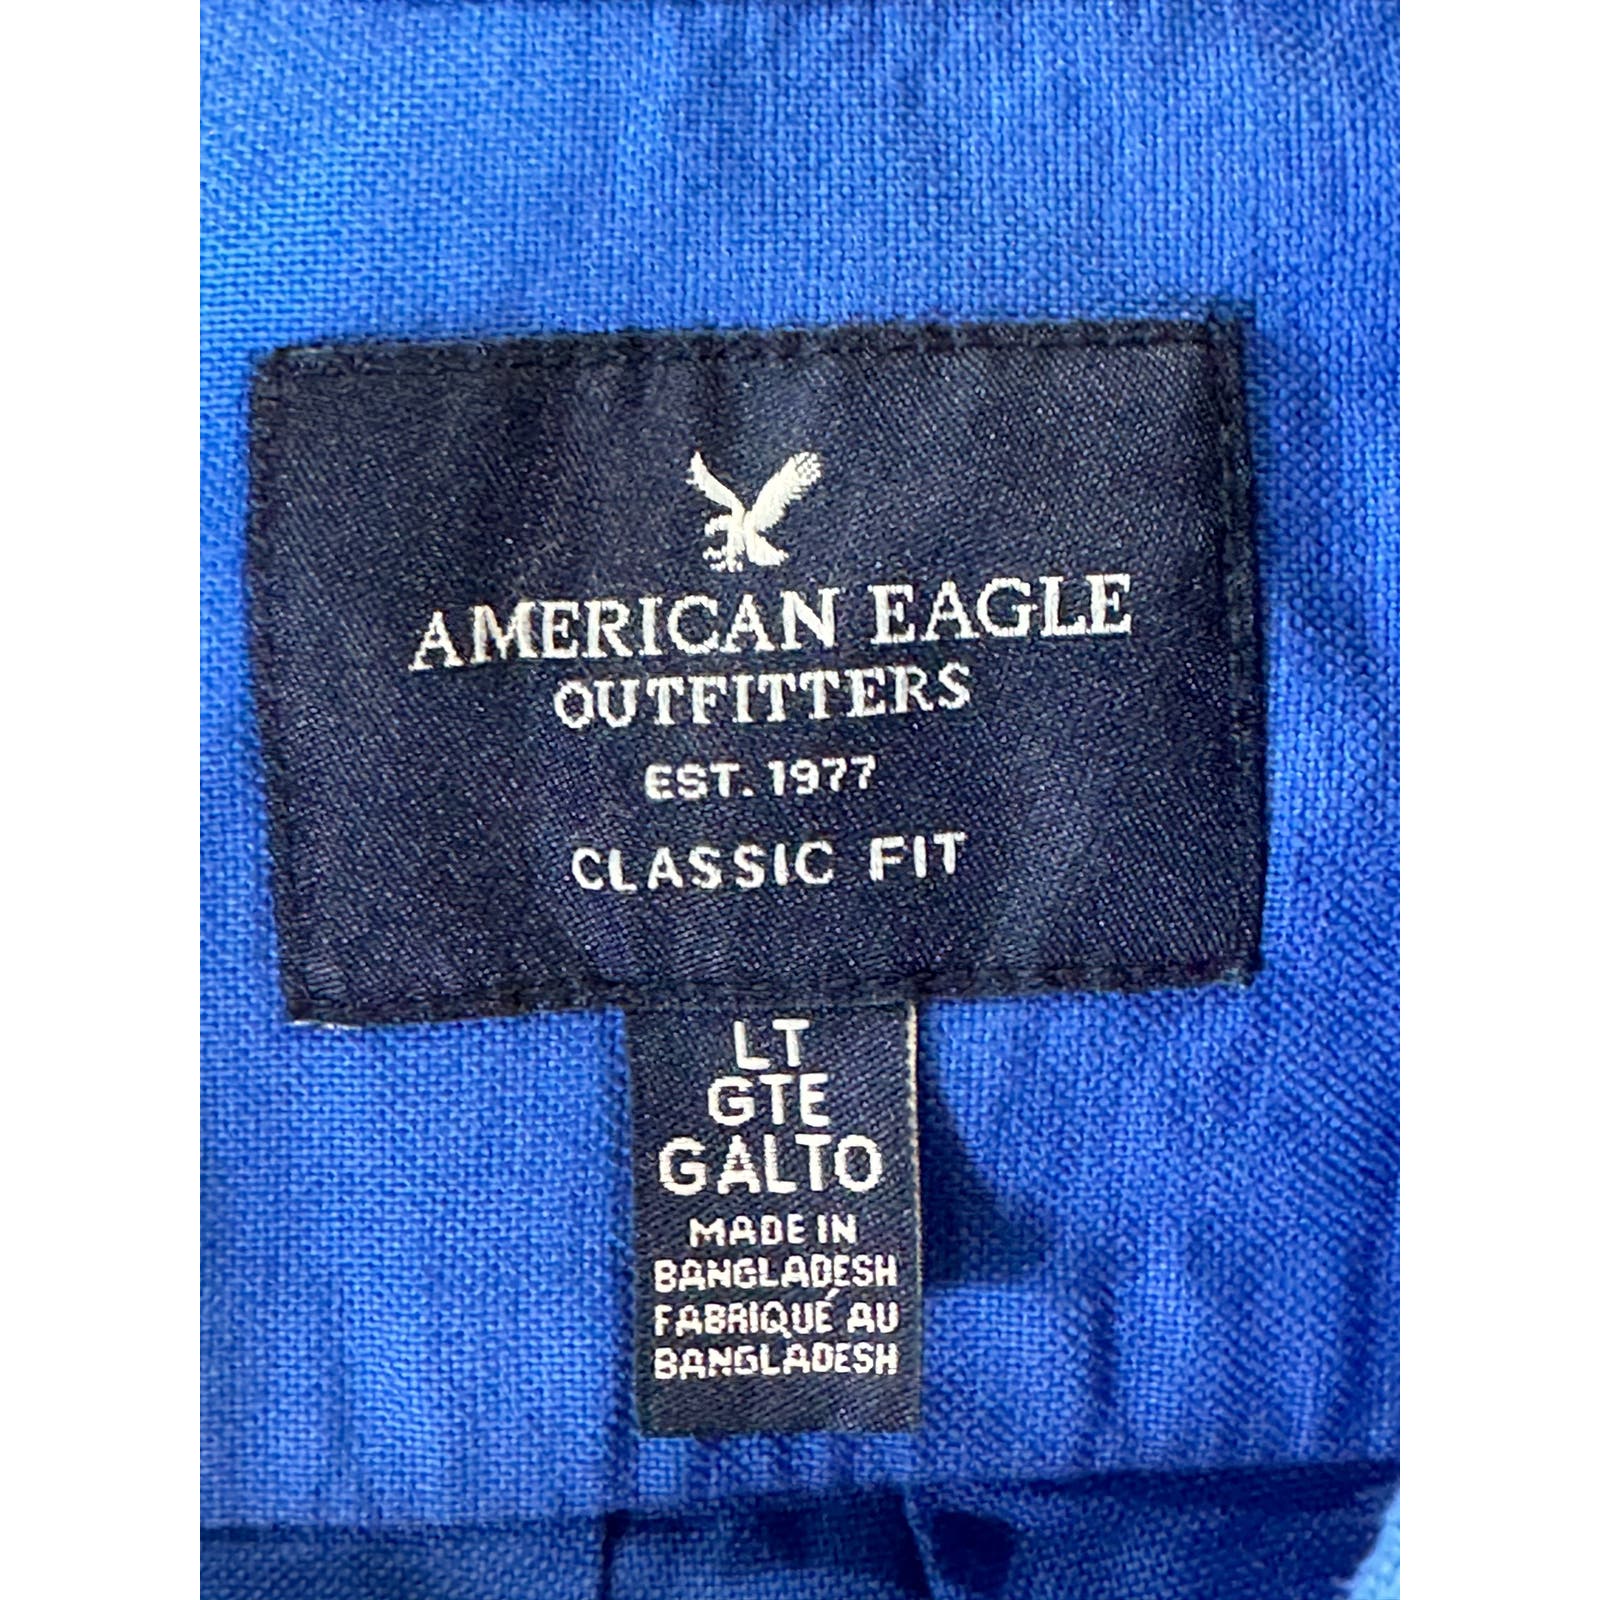 AMERICAN EAGLE
OUTFITTERS
EST. 1977
CLASSIC FIT
LT
GTE
GALTO
MADE IN
BANGLADESH
FABRIQUÉ AU
BANGLADESH